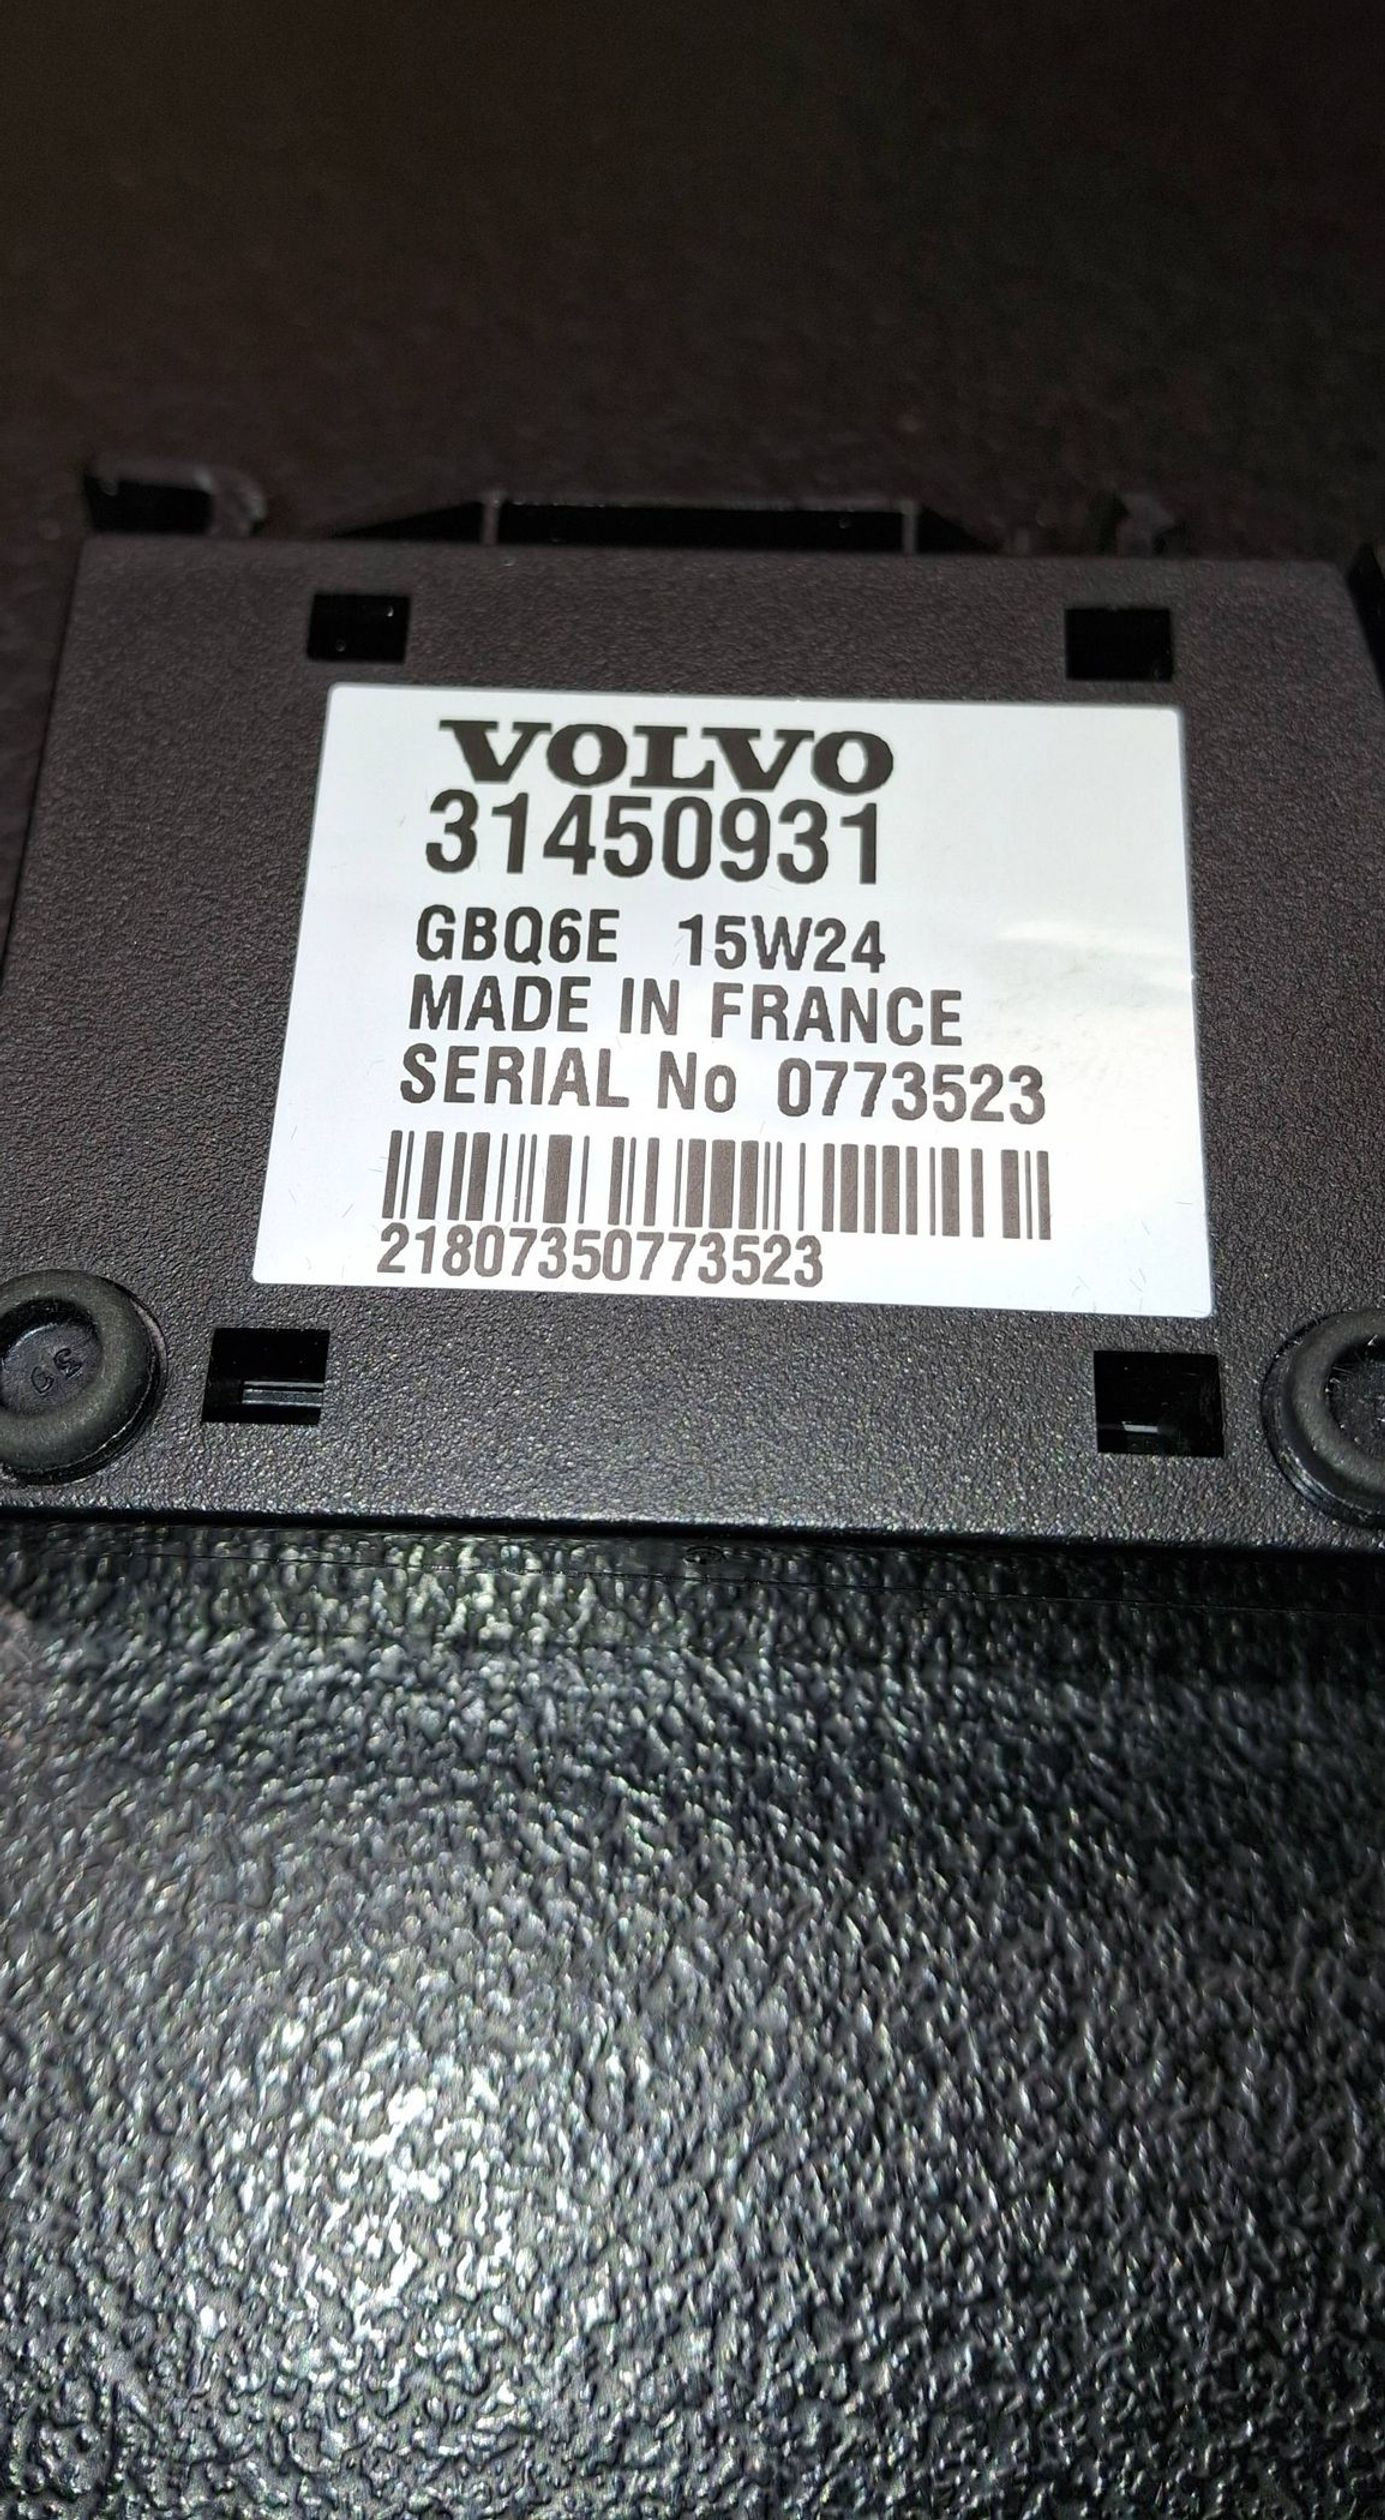 VOLVO
31450931
GBQ6E 15W24
MADE IN FRANCE
SERIAL No 0773523
21807350773523